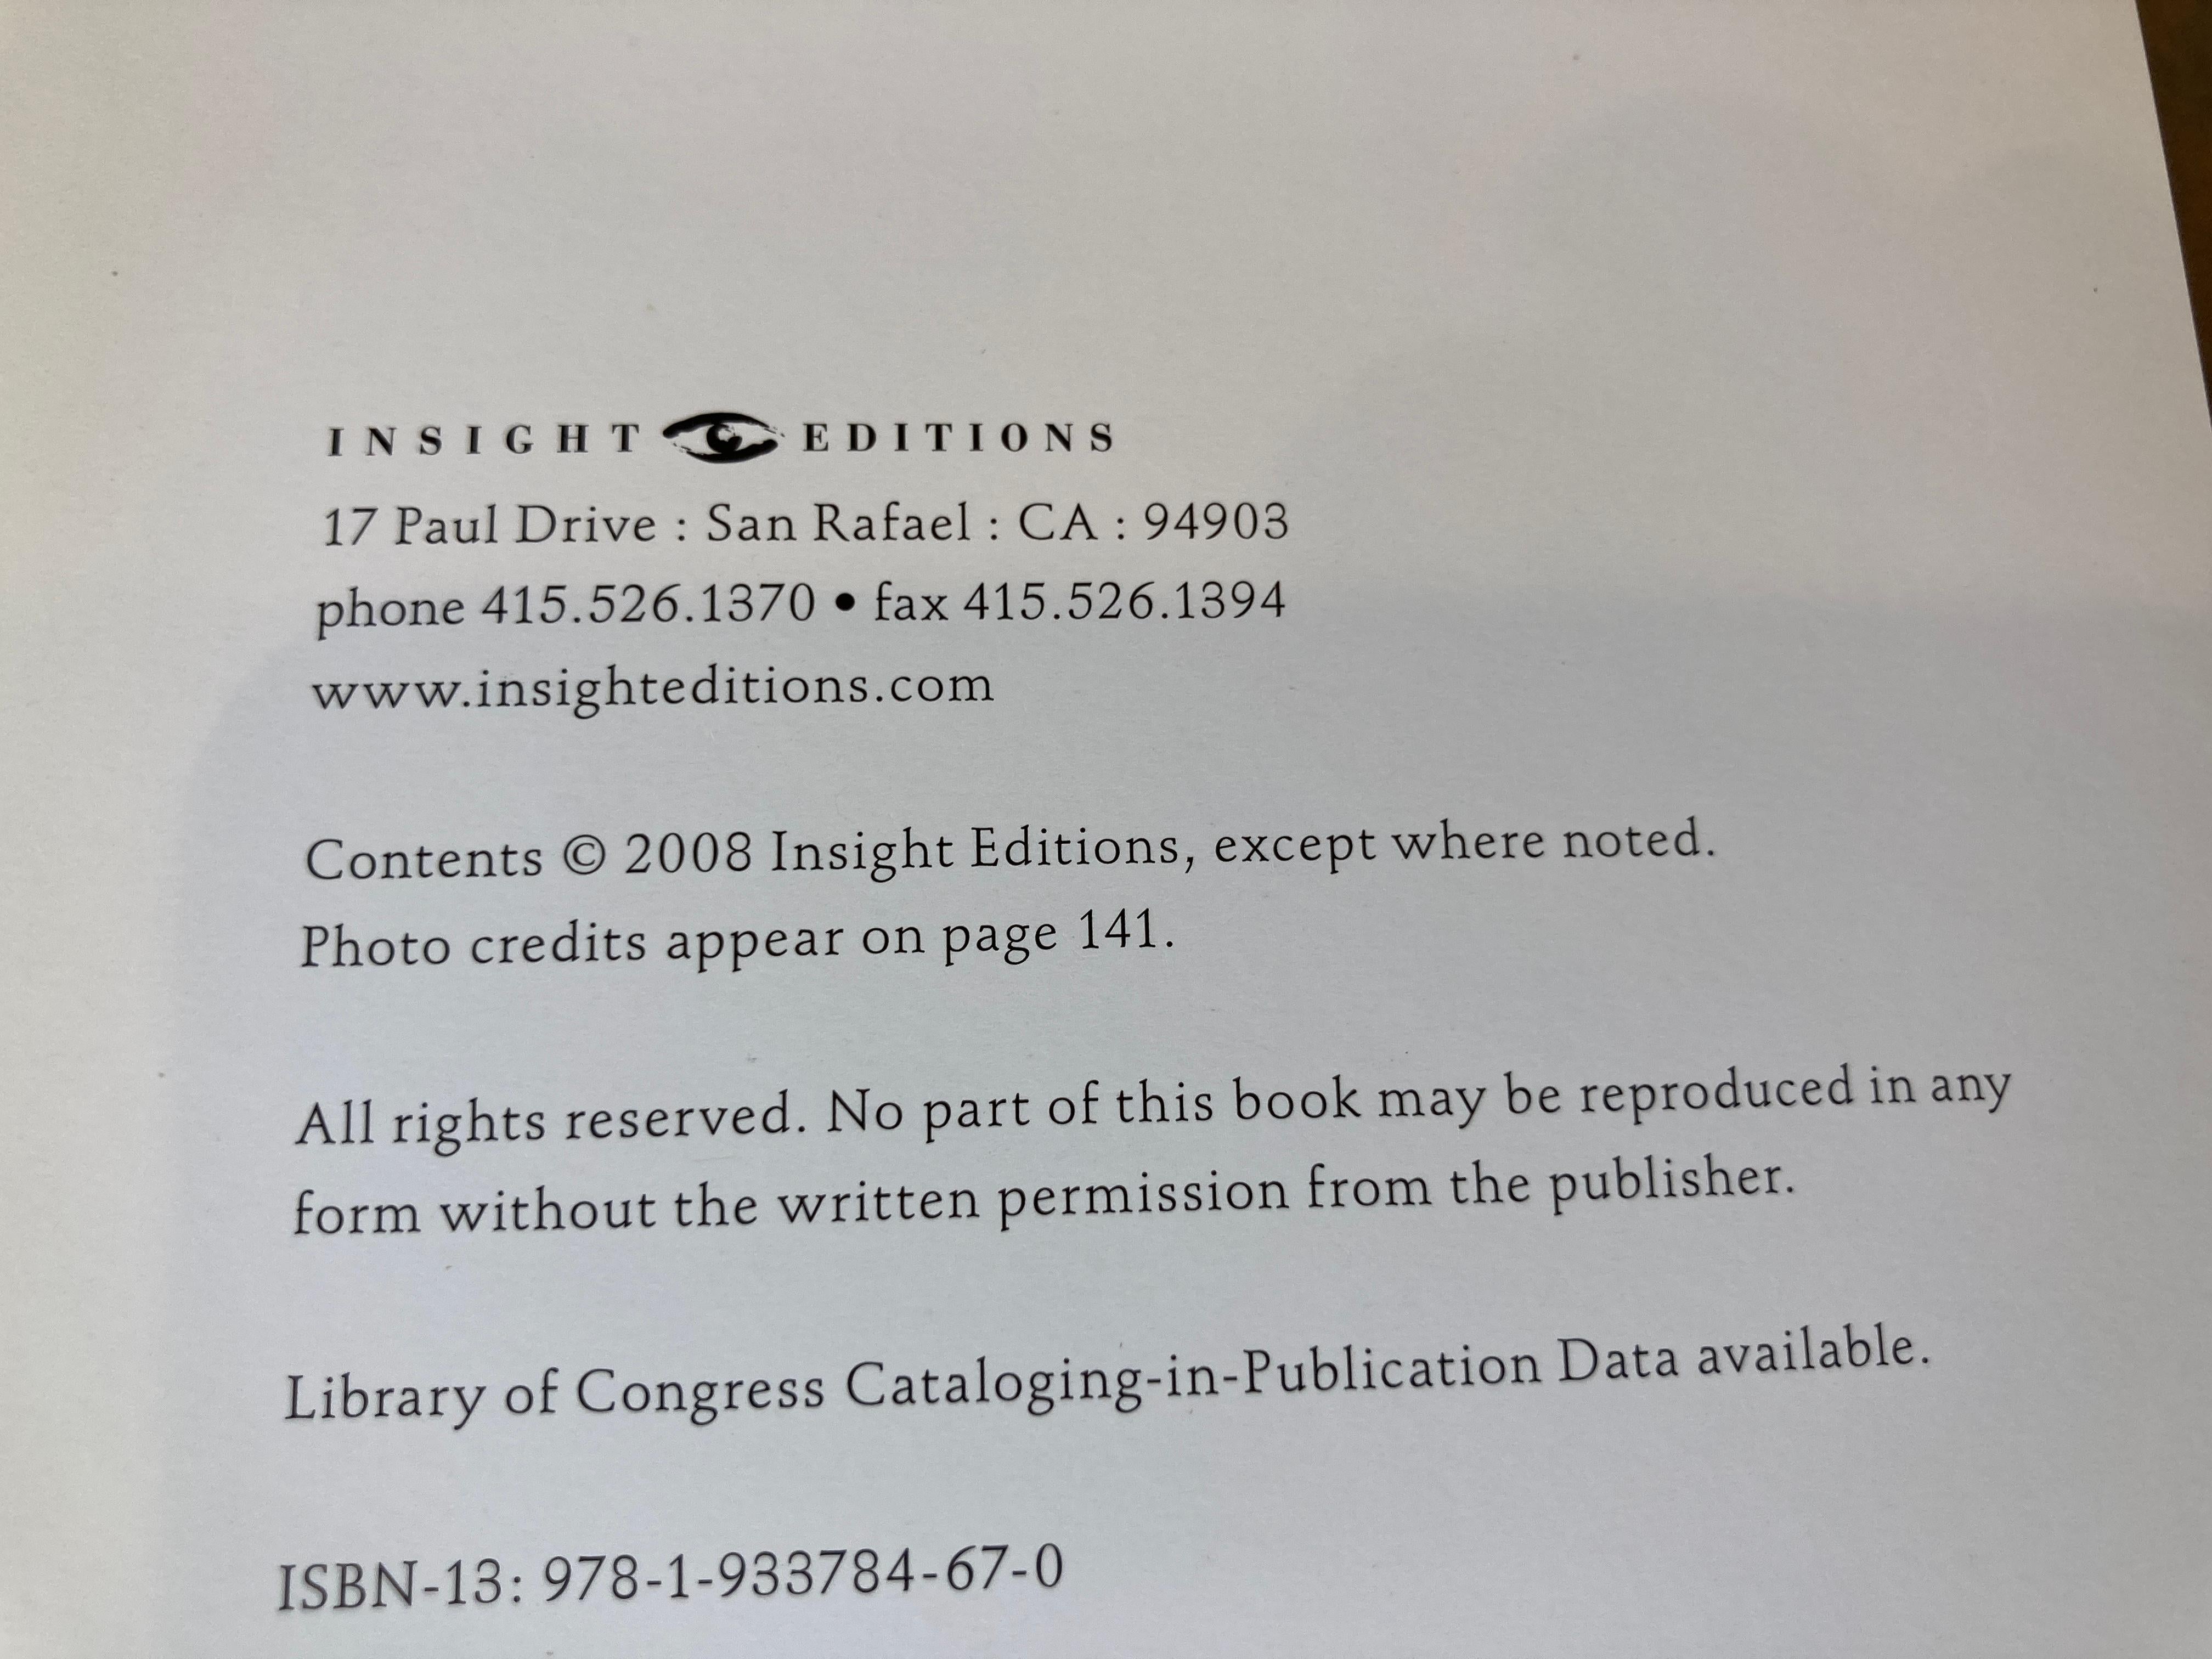 INSIGHT EDITIONS
17 Paul Drive : San Rafael : CA : 94903
phone 415.526.1370 • fax 415.526.1394
www.insighteditions.com
Contents © 2008 Insight Editions, except where noted.
Photo credits appear on page 141.
All rights reserved. No part of this book may be reproduced in any
form without the written permission from the publisher.
Library of Congress Cataloging-in-Publication Data available.
ISBN-13: 978-1-933784-67-0